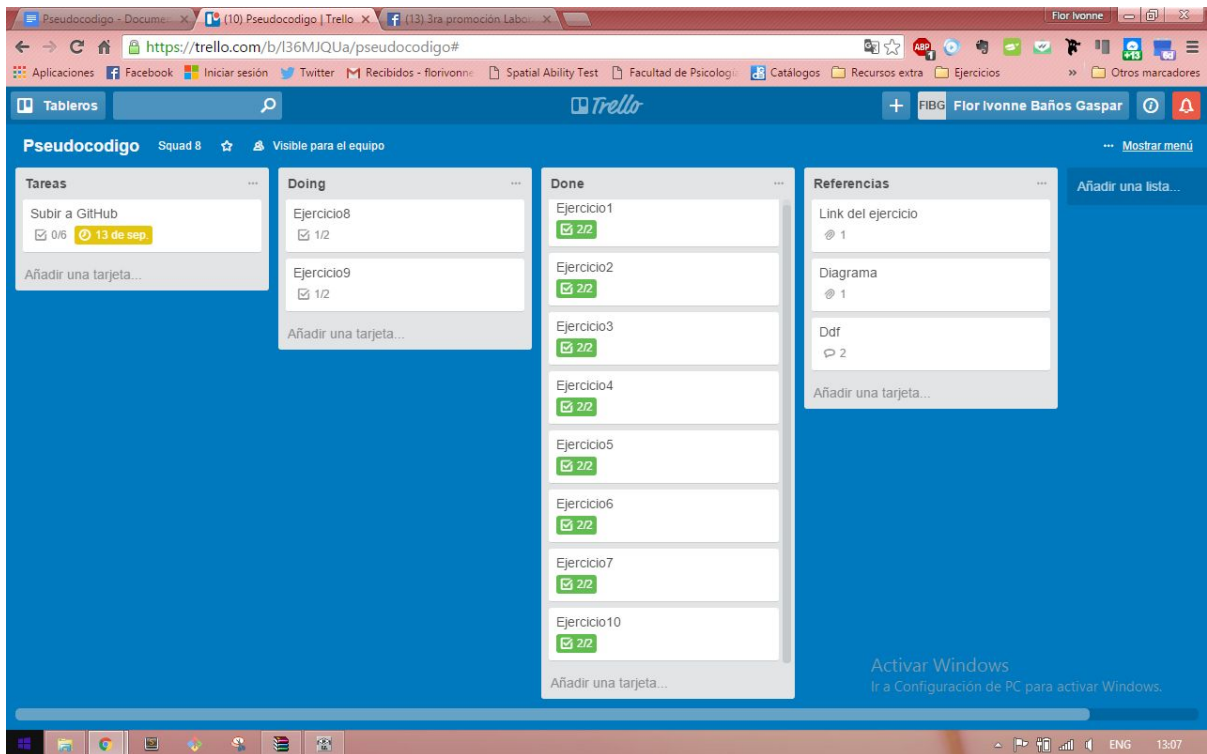 Pseudocodigo - Docume
(10) Pseudocodigo | Trello
(13) 3ra promoción Labor
Flor Ivonne
https://trello.com/b/l36MJQUa/pseudocodigo#
ABP
1
+13
Aplicaciones
Facebook
Iniciar sesión
Twitter
Recibidos - florivonne
Spatial Ability Test
Facultad de Psicología
Catálogos
Recursos extra
Ejercicios
»
Otros marcadores
Tableros
Trello
+
FIBG
Flor Ivonne Baños Gaspar
Pseudocodigo
Squad 8
Visible para el equipo
··· Mostrar menú
Tareas
Subir a GitHub
0/6
13 de sep.
Añadir una tarjeta...
Doing
Ejercicio8
1/2
Ejercicio9
1/2
Añadir una tarjeta...
Done
Ejercicio1
2/2
Ejercicio2
2/2
Ejercicio3
2/2
Ejercicio4
2/2
Ejercicio5
2/2
Ejercicio6
2/2
Ejercicio7
2/2
Ejercicio10
2/2
Añadir una tarjeta...
Referencias
Link del ejercicio
1
Diagrama
1
Ddf
2
Añadir una tarjeta...
Añadir una lista...
Activar Windows
Ir a Configuración de PC para activar Windows.
ENG
13:07